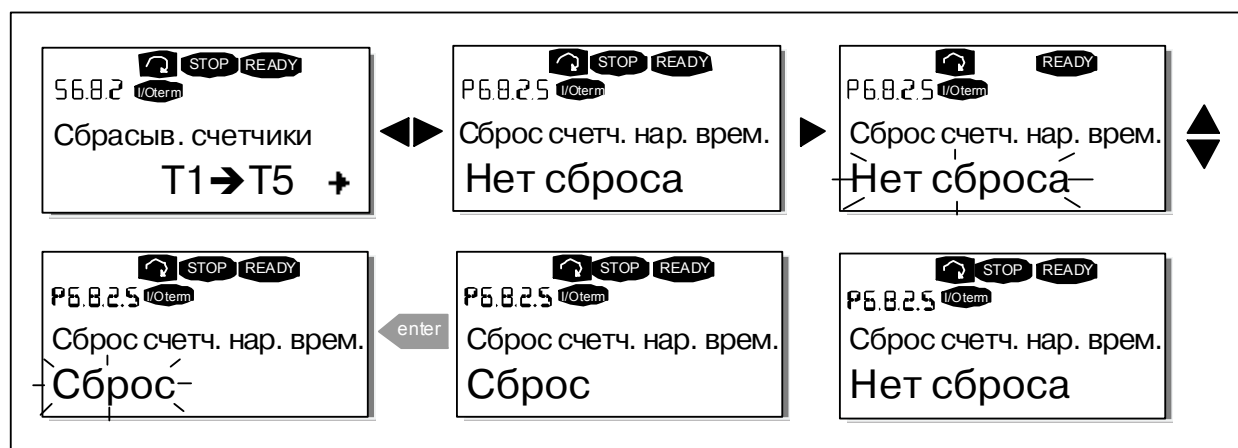 STOP READY
S6.8.2 I/Oterm
Сбрасыв. счетчики
T1➔T5
STOP READY
P6.8.2.5 I/Oterm
Сброс счетч. нар. врем.
Нет сброса
READY
P6.8.2.5 I/Oterm
Сброс счетч. нар. врем.
Нет сброса
STOP READY
P6.8.2.5 I/Oterm
Сброс счетч. нар. врем.
Сброс
enter
STOP READY
P6.8.2.5 I/Oterm
Сброс счетч. нар. врем.
Сброс
STOP READY
P6.8.2.5 I/Oterm
Сброс счетч. нар. врем.
Нет сброса